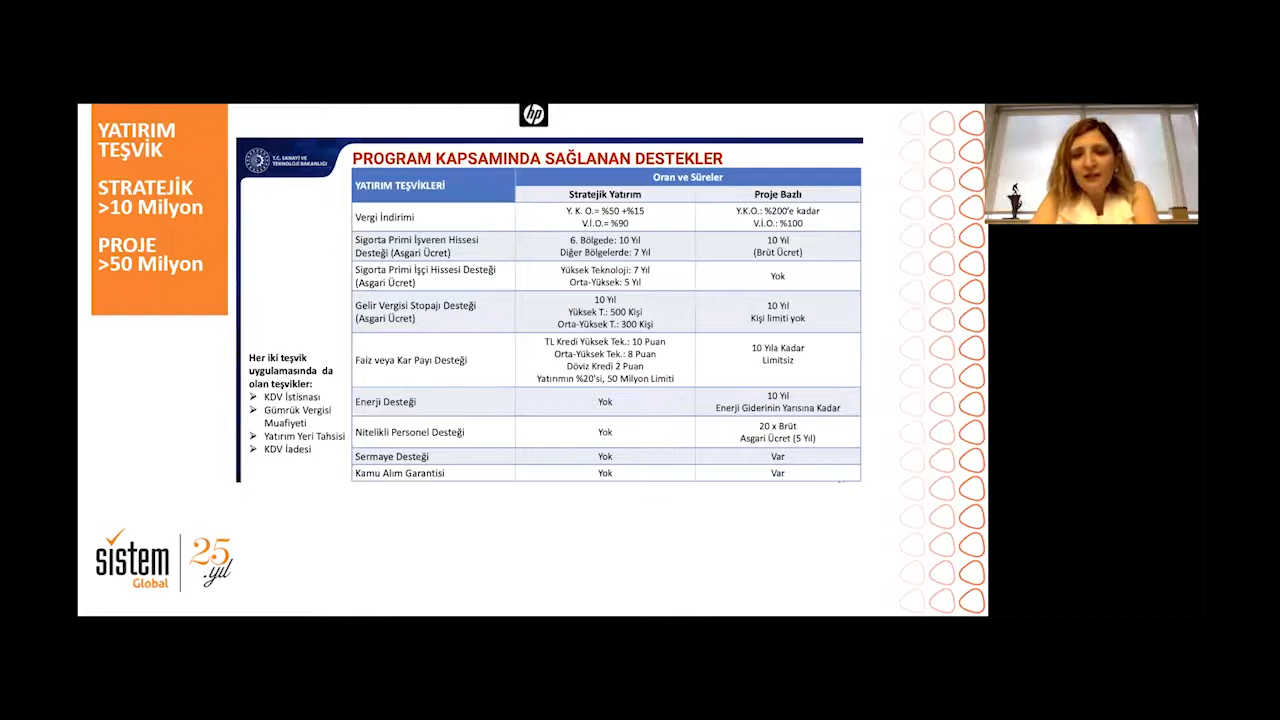 hp
YATIRIM
TEŞVİK
STRATEJİK
>10 Milyon
PROJE
>50 Milyon
T.C. SANAYİ VE
TEKNOLOJİ BAKANLIĞI
PROGRAM KAPSAMINDA SAĞLANAN DESTEKLER
YATIRIM TEŞVİKLERİ
Oran ve Süreler
Stratejik Yatırım
Proje Bazlı
Vergi İndirimi
Y. K. O.= %50 +%15
V.İ.O.= %90
Y.K.O.: %200'e kadar
V.İ.O.: %100
Sigorta Primi İşveren Hissesi
Desteği (Asgari Ücret)
6. Bölgede: 10 Yıl
Diğer Bölgelerde: 7 Yıl
10 Yıl
(Brüt Ücret)
Sigorta Primi İşçi Hissesi Desteği
(Asgari Ücret)
Yüksek Teknoloji: 7 Yıl
Orta-Yüksek: 5 Yıl
Yok
Gelir Vergisi Stopajı Desteği
(Asgari Ücret)
10 Yıl
Yüksek T.: 500 Kişi
Orta-Yüksek T.: 300 Kişi
10 Yıl
Kişi limiti yok
Faiz veya Kar Payı Desteği
TL Kredi Yüksek Tek.: 10 Puan
Orta-Yüksek Tek.: 8 Puan
Döviz Kredi 2 Puan
Yatırımın %20'si, 50 Milyon Limiti
10 Yıla Kadar
Limitsiz
Enerji Desteği
Yok
10 Yıl
Enerji Giderinin Yarısına Kadar
Nitelikli Personel Desteği
Yok
20 x Brüt
Asgari Ücret (5 Yıl)
Sermaye Desteği
Yok
Var
Kamu Alım Garantisi
Yok
Var
Her iki teşvik
uygulamasında da
olan teşvikler:
KDV İstisnası
Gümrük Vergisi
Muafiyeti
Yatırım Yeri Tahsisi
KDV İadesi
sistem
Global
25
.yıl